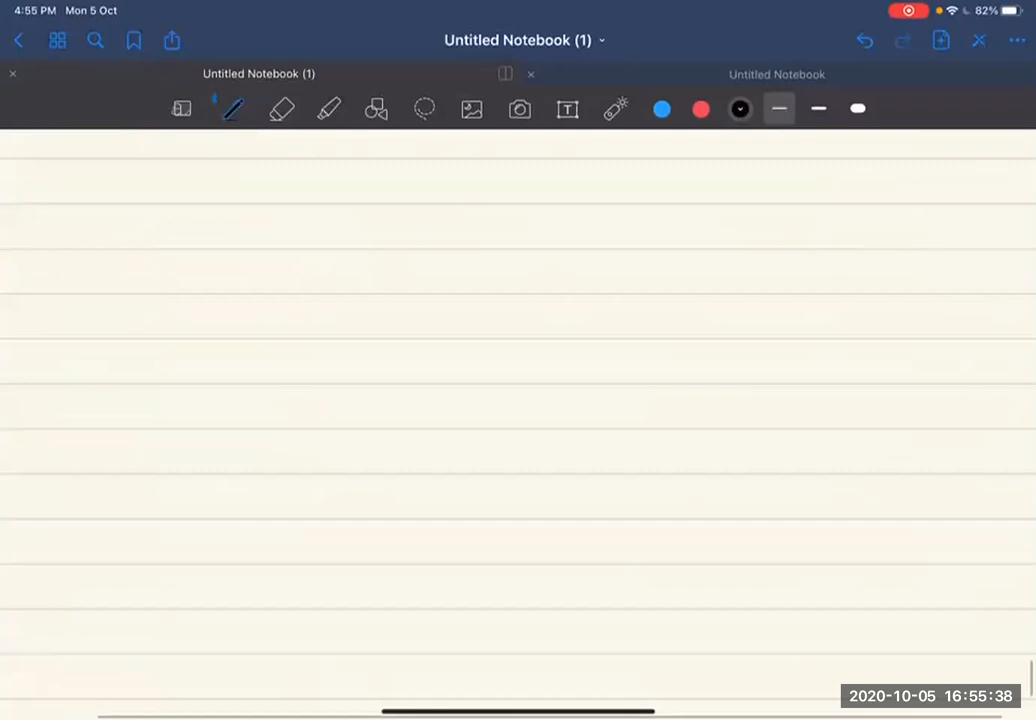 4:55 PM Mon 5 Oct 82%
Untitled Notebook (1)
Untitled Notebook (1) Untitled Notebook
T
2020-10-05 16:55:38